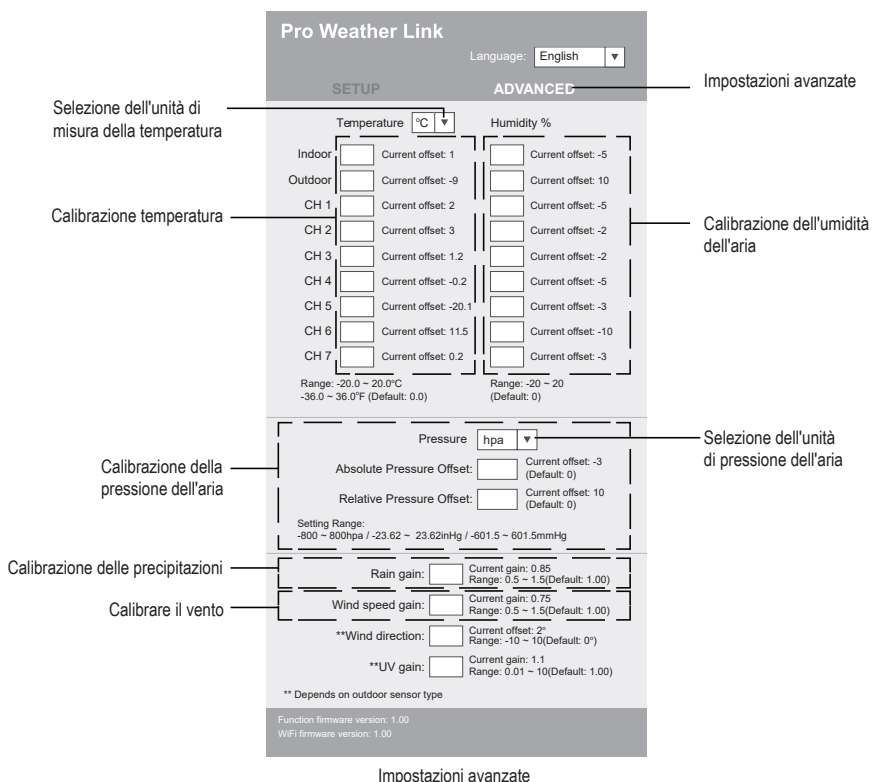 Pro Weather Link
Language: English
SETUP ADVANCED
Impostazioni avanzate
Selezione dell'unità di
misura della temperatura
Temperature °C Humidity %
Indoor Current offset: 1 Current offset: -5
Outdoor Current offset: -9 Current offset: 10
CH 1 Current offset: 2 Current offset: -5
Calibrazione temperatura
CH 2 Current offset: 3 Current offset: -2
Calibrazione dell'umidità
dell'aria
CH 3 Current offset: 1.2 Current offset: -2
CH 4 Current offset: -0.2 Current offset: -5
CH 5 Current offset: -20.1 Current offset: -3
CH 6 Current offset: 11.5 Current offset: -10
CH 7 Current offset: 0.2 Current offset: -3
Range: -20.0 ~ 20.0°C
-36.0 ~ 36.0°F (Default: 0.0)
Range: -20 ~ 20
(Default: 0)
Pressure hpa
Selezione dell'unità
di pressione dell'aria
Calibrazione della
pressione dell'aria
Absolute Pressure Offset: Current offset: -3
(Default: 0)
Relative Pressure Offset: Current offset: 10
(Default: 0)
Setting Range:
-800 ~ 800hpa / -23.62 ~ 23.62inHg / -601.5 ~ 601.5mmHg
Calibrazione delle precipitazioni
Rain gain: Current gain: 0.85
Range: 0.5 ~ 1.5(Default: 1.00)
Calibrare il vento
Wind speed gain: Current gain: 0.75
Range: 0.5 ~ 1.5(Default: 1.00)
**Wind direction: Current offset: 2°
Range: -10 ~ 10(Default: 0°)
**UV gain: Current gain: 1.1
Range: 0.01 ~ 10(Default: 1.00)
** Depends on outdoor sensor type
Function firmware version: 1.00
WiFi firmware version: 1.00
Impostazioni avanzate